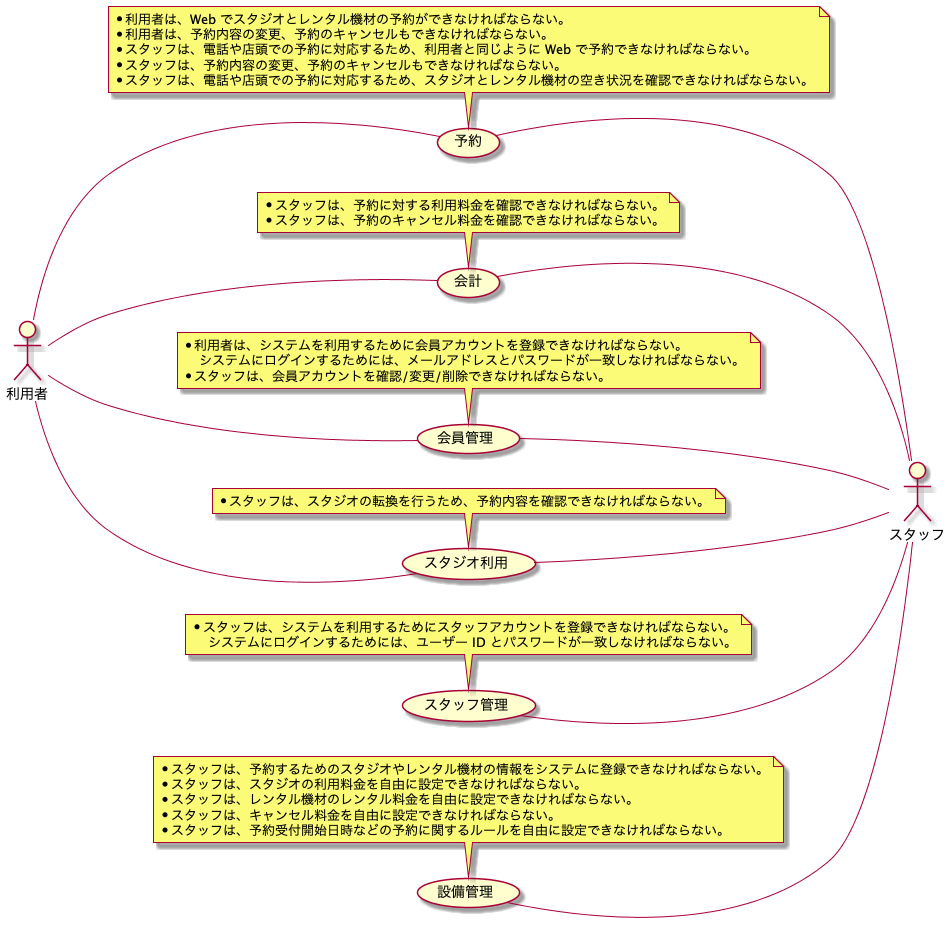 •利用者は、Web でスタジオとレンタル機材の予約ができなければならない。
•利用者は、予約内容の変更、予約のキャンセルもできなければならない。
•スタッフは、電話や店頭での予約に対応するため、利用者と同じように Web で予約できなければならない。
•スタッフは、予約内容の変更、予約のキャンセルもできなければならない。
•スタッフは、電話や店頭での予約に対応するため、スタジオとレンタル機材の空き状況を確認できなければならない。
予約
•スタッフは、予約に対する利用料金を確認できなければならない。
•スタッフは、予約のキャンセル料金を確認できなければならない。
会計
•利用者は、システムを利用するために会員アカウントを登録できなければならない。
システムにログインするためには、メールアドレスとパスワードが一致しなければならない。
•スタッフは、会員アカウントを確認/変更/削除できなければならない。
利用者
会員管理
•スタッフは、スタジオの転換を行うため、予約内容を確認できなければならない。
スタッフ
スタジオ利用
•スタッフは、システムを利用するためにスタッフアカウントを登録できなければならない。
システムにログインするためには、ユーザー ID とパスワードが一致しなければならない。
スタッフ管理
•スタッフは、予約するためのスタジオやレンタル機材の情報をシステムに登録できなければならない。
•スタッフは、スタジオの利用料金を自由に設定できなければならない。
•スタッフは、レンタル機材のレンタル料金を自由に設定できなければならない。
•スタッフは、キャンセル料金を自由に設定できなければならない。
•スタッフは、予約受付開始日時などの予約に関するルールを自由に設定できなければならない。
設備管理